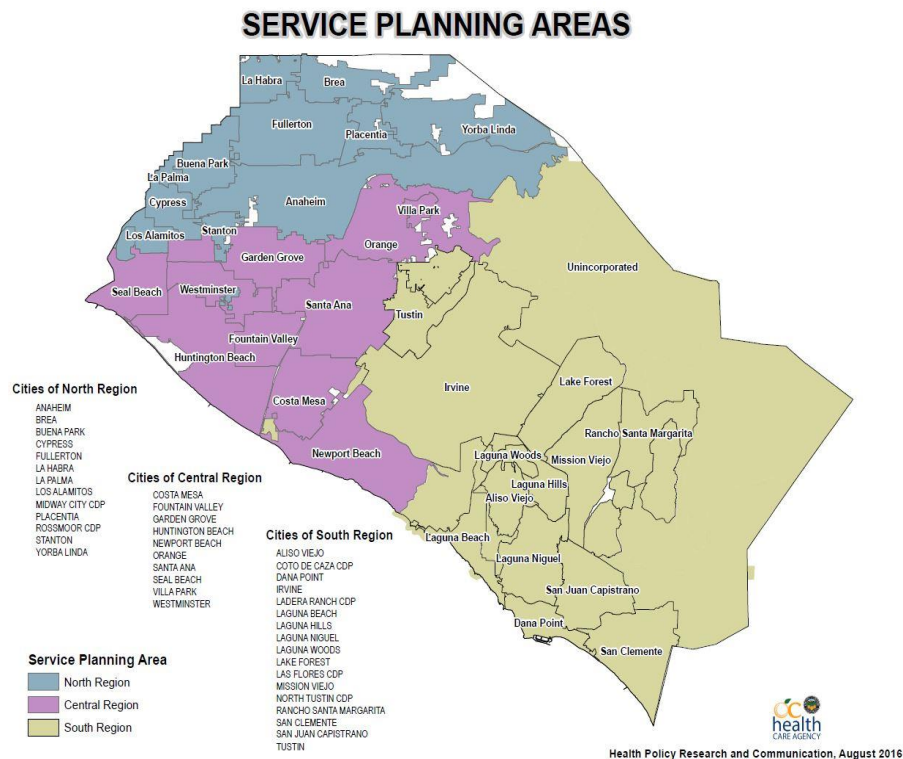 SERVICE PLANNING AREAS
La Habra
Brea
Fullerton
Placentia
Yorba Linda
Buena Park
La Palma
Cypress
Anaheim
Villa Park
Los Alamitos
Stanton
Orange
Garden Grove
Unincorporated
Seal Beach
Westminster
Santa Ana
Tustin
Fountain Valley
Huntington Beach
Irvine
Lake Forest
Costa Mesa
Rancho Santa Margarita
Newport Beach
Laguna Woods
Mission Viejo
Laguna Hills
Aliso Viejo
Laguna Beach
Laguna Niguel
San Juan Capistrano
Dana Point
San Clemente
Cities of North Region
ANAHEIM
BREA
BUENA PARK
CYPRESS
FULLERTON
LA HABRA
LA PALMA
LOS ALAMITOS
MIDWAY CITY CDP
PLACENTIA
ROSSMOOR CDP
STANTON
YORBA LINDA
Cities of Central Region
COSTA MESA
FOUNTAIN VALLEY
GARDEN GROVE
HUNTINGTON BEACH
NEWPORT BEACH
ORANGE
SANTA ANA
SEAL BEACH
VILLA PARK
WESTMINSTER
Cities of South Region
ALISO VIEJO
COTO DE CAZA CDP
DANA POINT
IRVINE
LADERA RANCH CDP
LAGUNA BEACH
LAGUNA HILLS
LAGUNA NIGUEL
LAGUNA WOODS
LAKE FOREST
LAS FLORES CDP
MISSION VIEJO
NORTH TUSTIN CDP
RANCHO SANTA MARGARITA
SAN CLEMENTE
SAN JUAN CAPISTRANO
TUSTIN
Service Planning Area
North Region
Central Region
South Region
OC
health
CARE AGENCY
Health Policy Research and Communication, August 2016